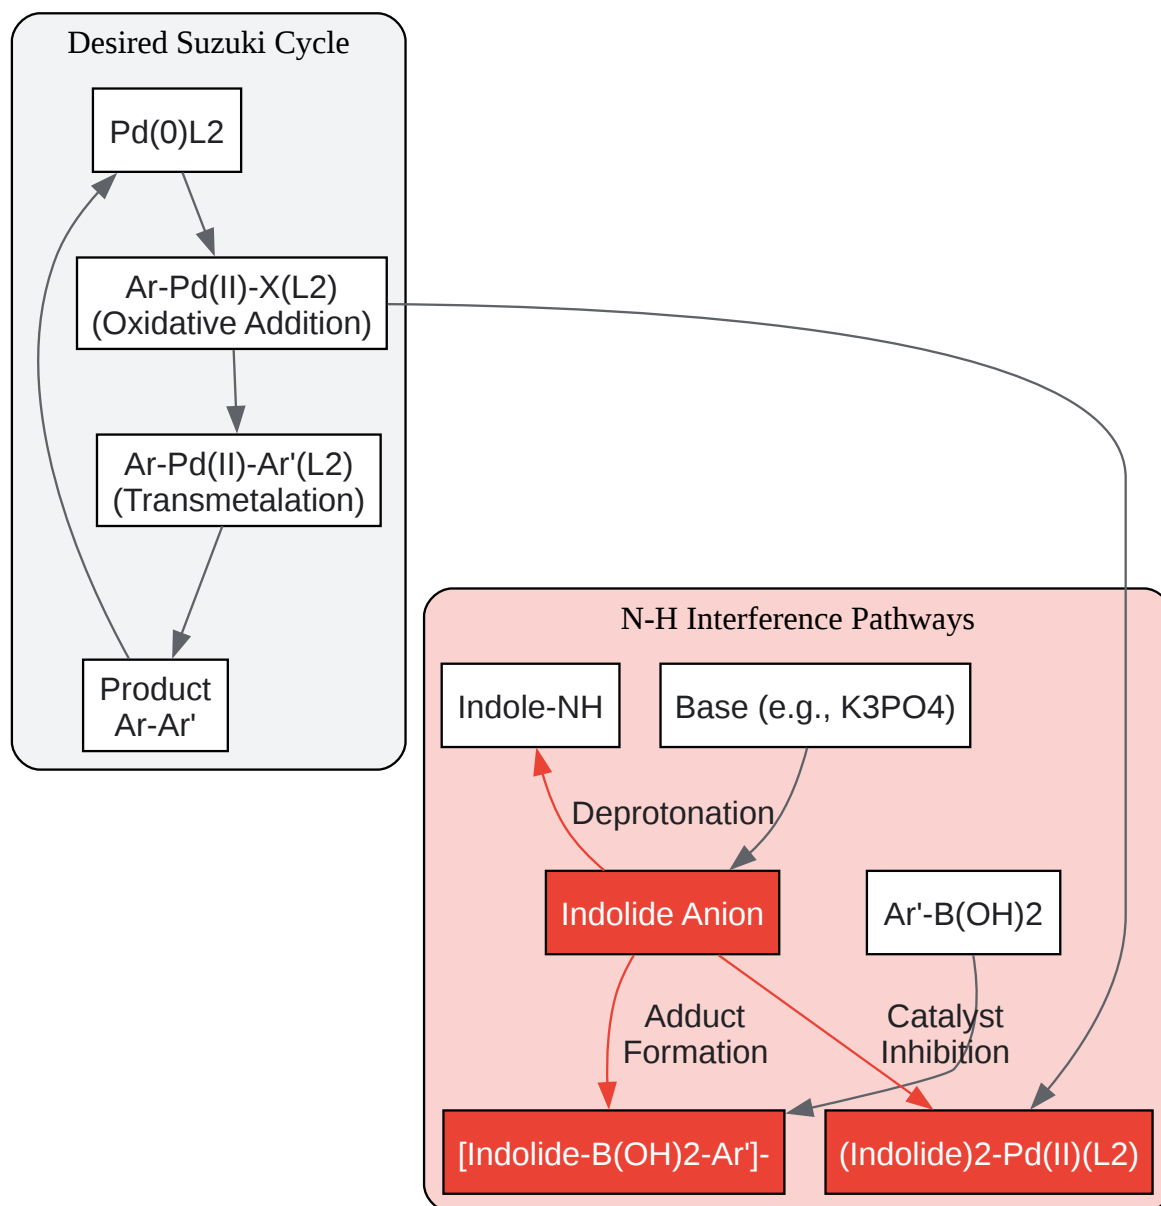 Desired Suzuki Cycle
Pd(0)L2
Ar-Pd(II)-X(L2)
(Oxidative Addition)
Ar-Pd(II)-Ar'(L2)
(Transmetalation)
Product
Ar-Ar'
N-H Interference Pathways
Indole-NH
Base (e.g., K3PO4)
Deprotonation
Indolide Anion
Ar'-B(OH)2
Adduct
Formation
Catalyst
Inhibition
[Indolide-B(OH)2-Ar']-
(Indolide)2-Pd(II)(L2)